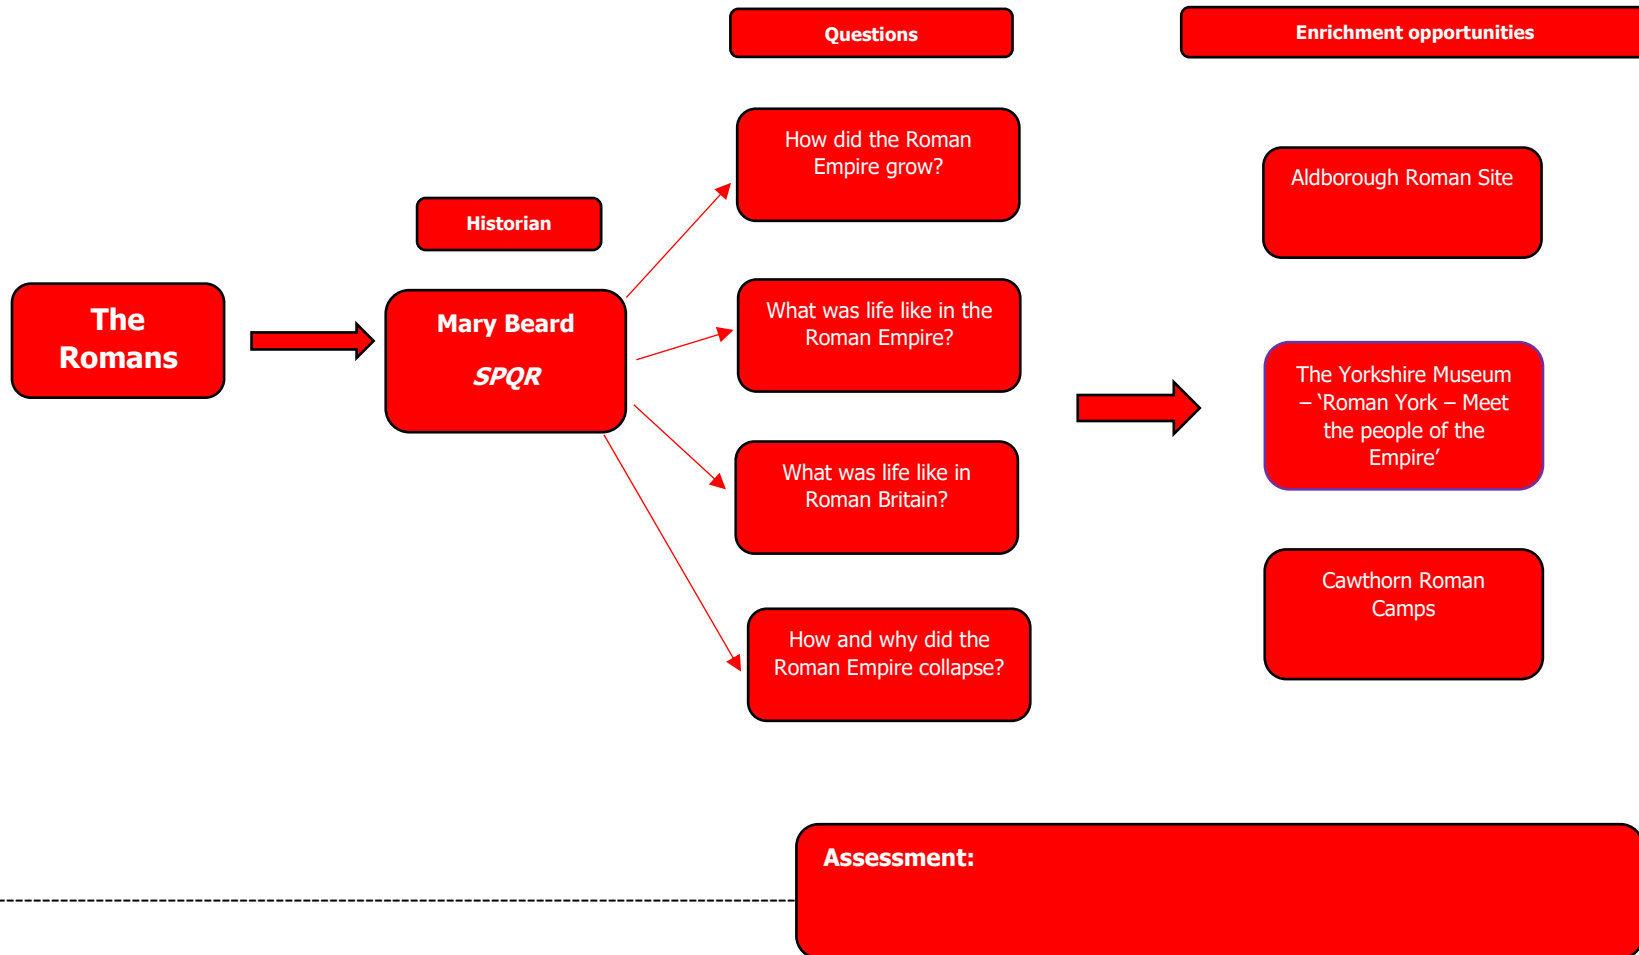 Questions
Enrichment opportunities
Historian
The
Romans
Mary Beard
SPQR
How did the Roman
Empire grow?
What was life like in the
Roman Empire?
What was life like in
Roman Britain?
How and why did the
Roman Empire collapse?
Aldborough Roman Site
The Yorkshire Museum
– ‘Roman York – Meet
the people of the
Empire’
Cawthorn Roman
Camps
Assessment: